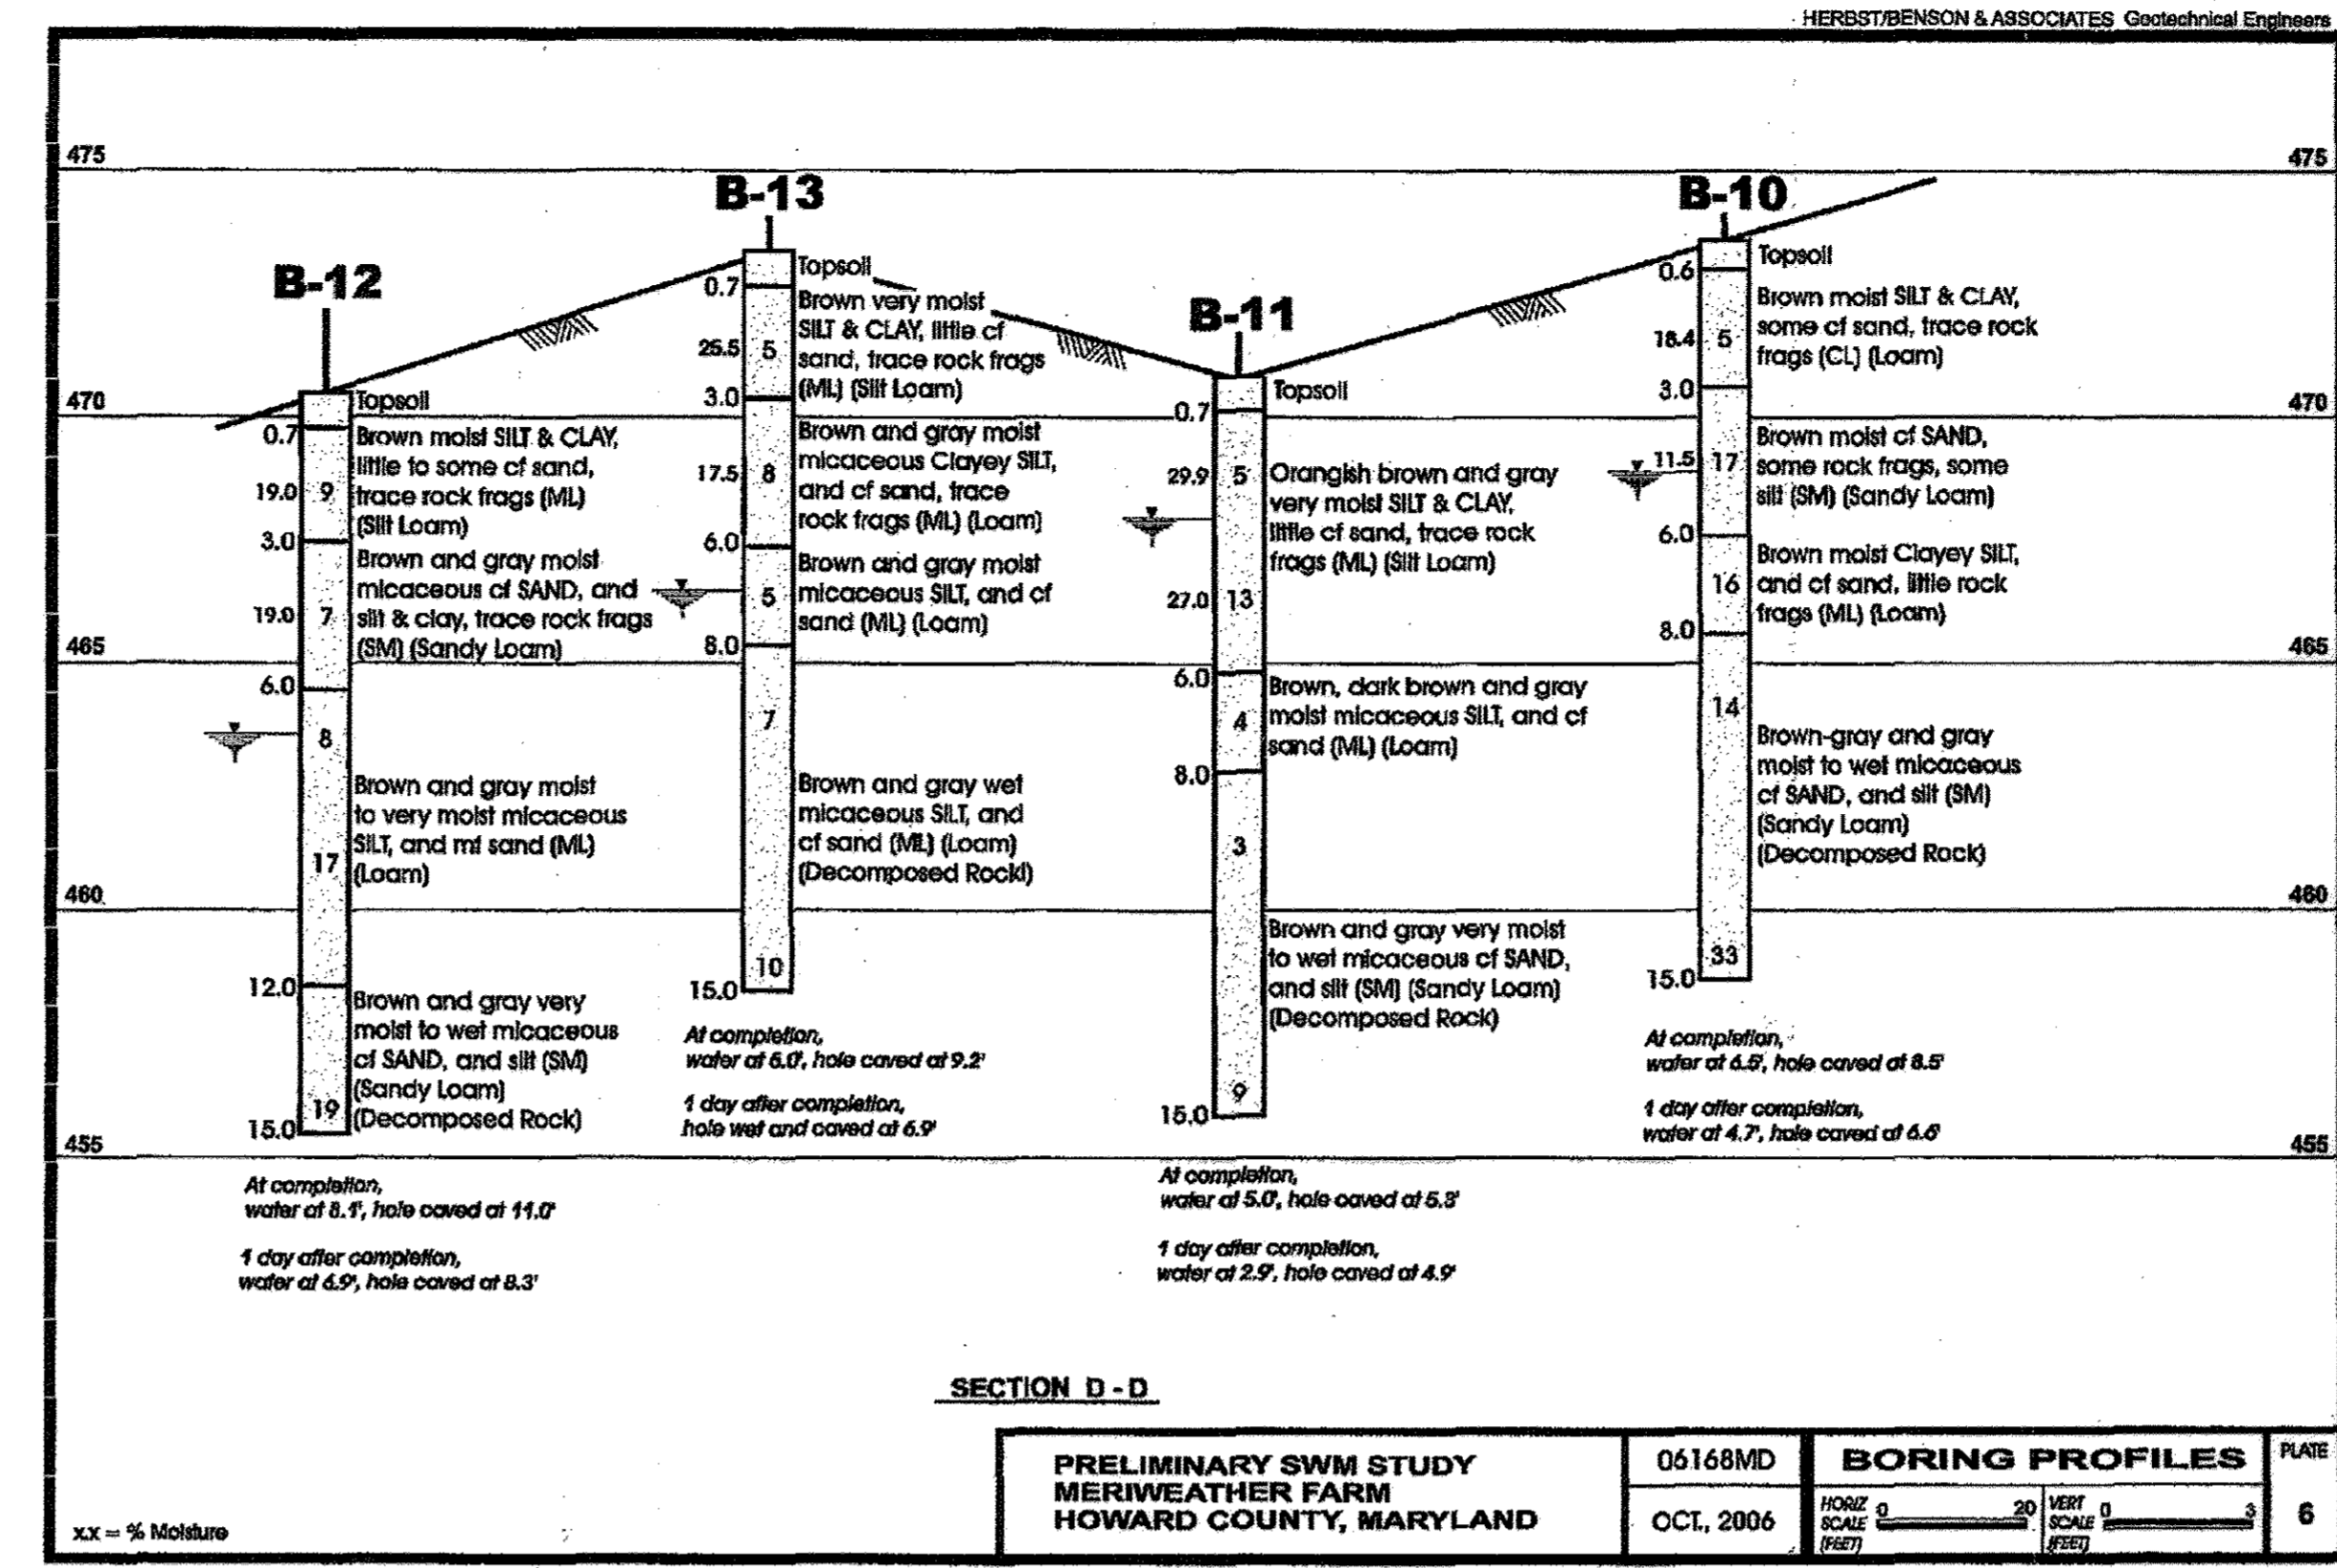 HERBST/BENSON & ASSOCIATES Geotechnical Engineers
475
475
B-12
B-13
B-11
B-10
470
470
465
465
460
460
455
455
Topsoil
0.7
Brown moist SILT & CLAY,
little to some cf sand,
trace rock frags (ML)
(Silt Loam)
19.0
9
3.0
Brown and gray moist
micaceous cf SAND, and
silt & clay, trace rock frags
(SM) (Sandy Loam)
19.0
7
6.0
8
Brown and gray moist
to very moist micaceous
SILT, and mf sand (ML)
(Loam)
17
12.0
Brown and gray very
moist to wet micaceous
cf SAND, and silt (SM)
(Sandy Loam)
(Decomposed Rock)
19
15.0
At completion,
water at 8.1', hole caved at 11.0'
1 day after completion,
water at 6.9', hole caved at 8.3'
Topsoil
0.7
Brown very moist
SILT & CLAY, little cf
sand, trace rock frags
(ML) (Silt Loam)
25.5
5
3.0
Brown and gray moist
micaceous Clayey SILT,
and cf sand, trace
rock frags (ML) (Loam)
17.5
8
6.0
Brown and gray moist
micaceous SILT, and cf
sand (ML) (Loam)
5
8.0
7
Brown and gray wet
micaceous SILT, and
cf sand (ML) (Loam)
(Decomposed Rockl)
10
15.0
At completion,
water at 6.0', hole caved at 9.2'
1 day after completion,
hole wet and caved at 6.9'
Topsoil
0.7
29.9
5
Orangish brown and gray
very moist SILT & CLAY,
little cf sand, trace rock
frags (ML) (Silt Loam)
27.0
13
6.0
Brown, dark brown and gray
moist micaceous SILT, and cf
sand (ML) (Loam)
4
8.0
3
Brown and gray very moist
to wet micaceous cf SAND,
and silt (SM) (Sandy Loam)
(Decomposed Rock)
9
15.0
At completion,
water at 5.0', hole caved at 5.3'
1 day after completion,
water at 2.9', hole caved at 4.9'
Topsoil
0.6
Brown moist SILT & CLAY,
some cf sand, trace rock
frags (CL) (Loam)
18.4
5
3.0
Brown moist cf SAND,
some rock frags, some
silt (SM) (Sandy Loam)
11.5
17
6.0
Brown moist Clayey SILT,
and cf sand, little rock
frags (ML) (Loam)
16
8.0
14
Brown-gray and gray
moist to wet micaceous
cf SAND, and silt (SM)
(Sandy Loam)
(Decomposed Rock)
33
15.0
At completion,
water at 6.5', hole caved at 8.5'
1 day after completion,
water at 4.7', hole caved at 6.6'
SECTION D - D
x.x = % Moisture
PRELIMINARY SWM STUDY
MERIWEATHER FARM
HOWARD COUNTY, MARYLAND
06168MD
OCT., 2006
BORING PROFILES
HORIZ SCALE (FEET) 0 20
VERT SCALE (FEET) 0 3
PLATE
6